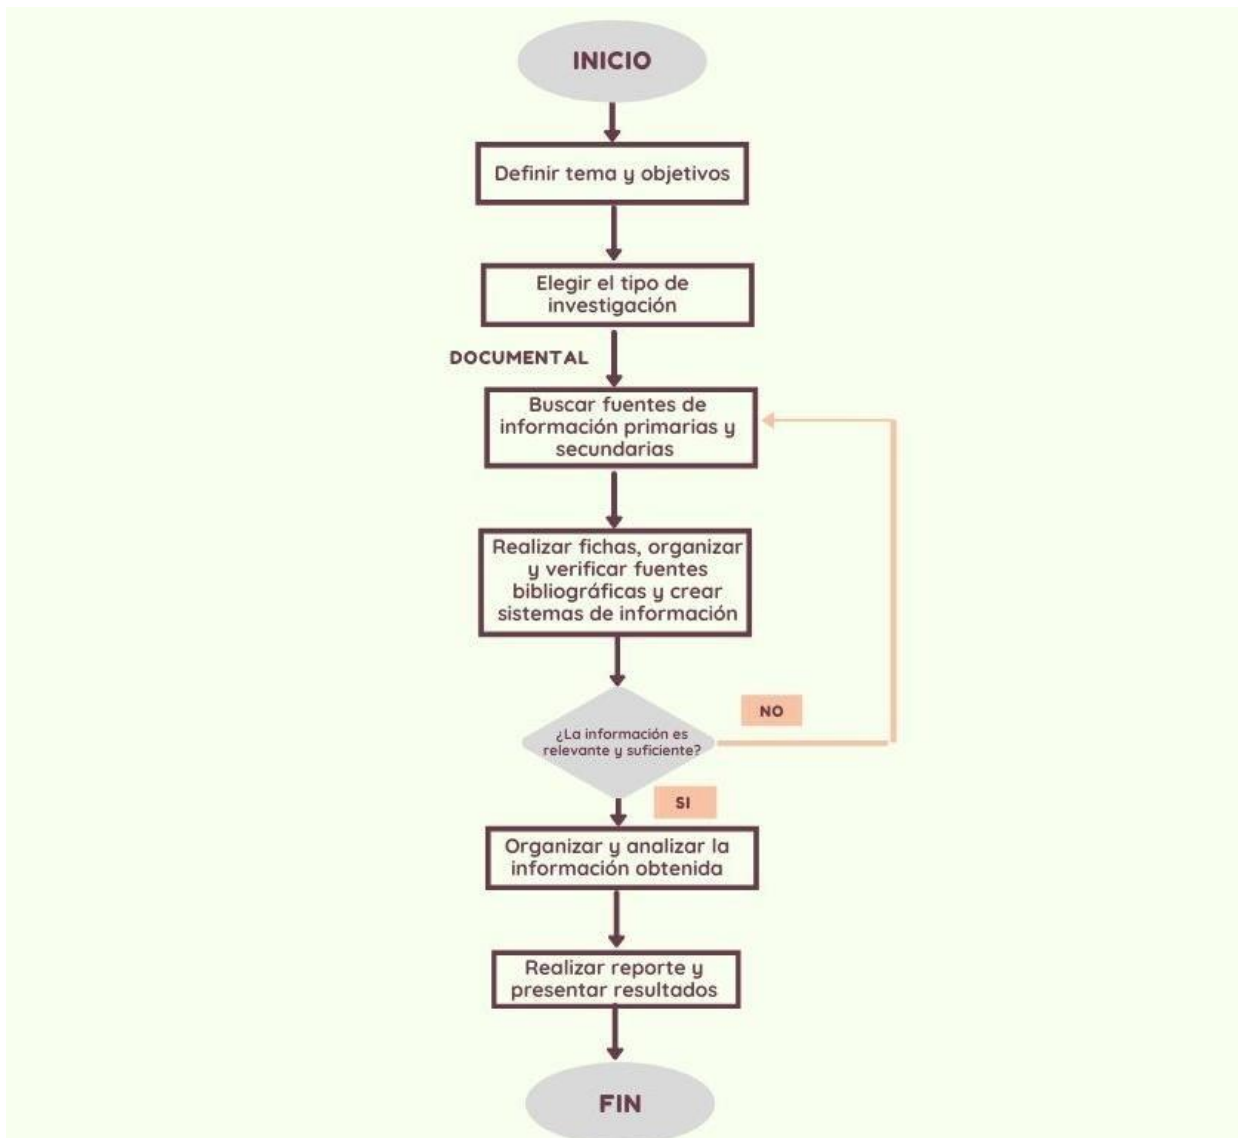 INICIO
Definir tema y objetivos
Elegir el tipo de
investigación
DOCUMENTAL
Buscar fuentes de
información primarias y
secundarias
Realizar fichas, organizar
y verificar fuentes
bibliográficas y crear
sistemas de información
NO
¿La información es
relevante y suficiente?
SI
Organizar y analizar la
información obtenida
Realizar reporte y
presentar resultados
FIN